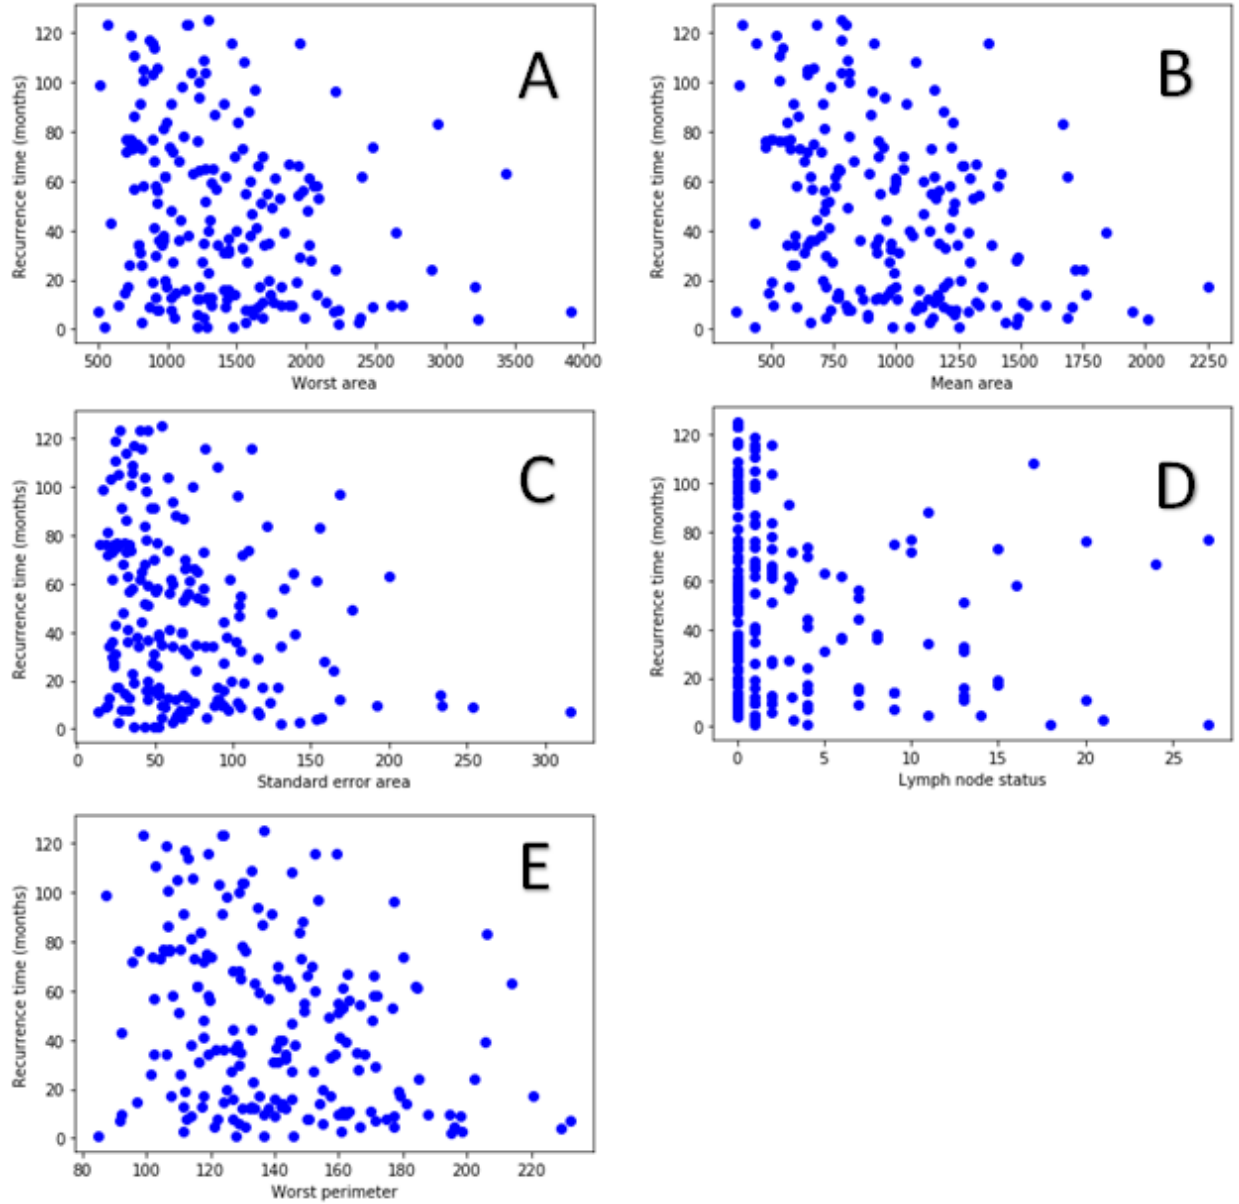 120
100
80
60
40
20
0
Recurrence time (months)
A
500 1000 1500 2000 2500 3000 3500 4000
Worst area
120
100
80
60
40
20
0
Recurrence time (months)
B
500 750 1000 1250 1500 1750 2000 2250
Mean area
120
100
80
60
40
20
0
Recurrence time (months)
C
0 50 100 150 200 250 300
Standard error area
120
100
80
60
40
20
0
Recurrence time (months)
D
0 5 10 15 20 25
Lymph node status
120
100
80
60
40
20
0
Recurrence time (months)
E
80 100 120 140 160 180 200 220
Worst perimeter